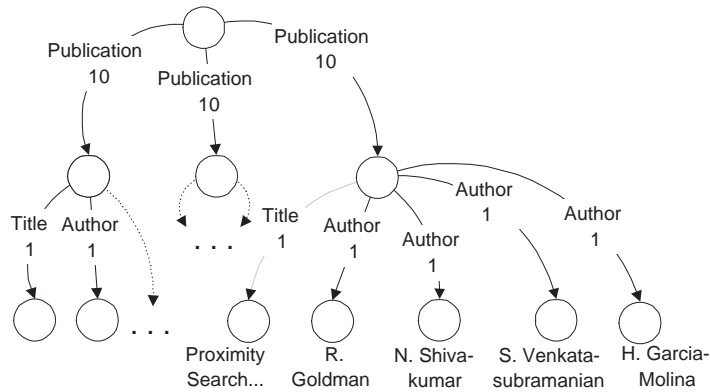 Publication
10
Publication
10
Publication
10
Title
1
Author
1
. . .
. . .
Title
1
Author
1
Author
1
Author
1
Author
1
Proximity
Search...
R.
Goldman
N. Shiva-
kumar
S. Venkata-
subramanian
H. Garcia-
Molina